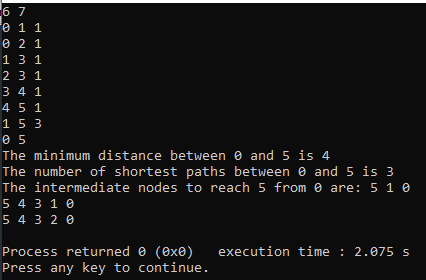 6 7
0 1 1
0 2 1
1 3 1
2 3 1
3 4 1
4 5 1
1 5 3
0 5
The minimum distance between 0 and 5 is 4
The number of shortest paths between 0 and 5 is 3
The intermediate nodes to reach 5 from 0 are: 5 1 0
5 4 3 1 0
5 4 3 2 0
Process returned 0 (0x0)   execution time : 2.075 s
Press any key to continue.